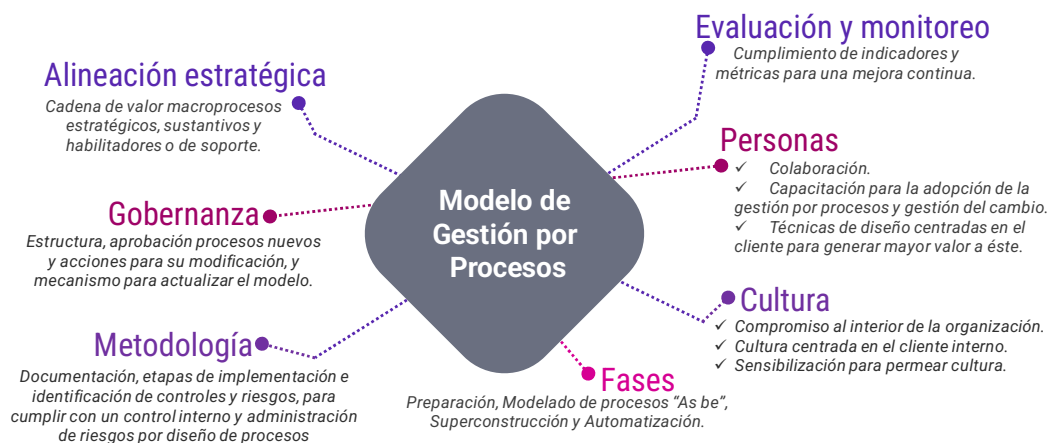 Evaluación y monitoreo
Cumplimiento de indicadores y
métricas para una mejora continua.
Alineación estratégica
Cadena de valor macroprocesos
estratégicos, sustantivos y
habilitadores o de soporte.
Personas
✓ Colaboración.
✓ Capacitación para la adopción de la
gestión por procesos y gestión del cambio.
✓ Técnicas de diseño centradas en el
cliente para generar mayor valor a éste.
Modelo de
Gestión por
Procesos
Gobernanza
Estructura, aprobación procesos nuevos
y acciones para su modificación, y
mecanismo para actualizar el modelo.
Cultura
✓ Compromiso al interior de la organización.
✓ Cultura centrada en el cliente interno.
✓ Sensibilización para permear cultura.
Metodología
Documentación, etapas de implementación e
identificación de controles y riesgos, para
cumplir con un control interno y administración
de riesgos por diseño de procesos
Fases
Preparación, Modelado de procesos “As be”,
Superconstrucción y Automatización.